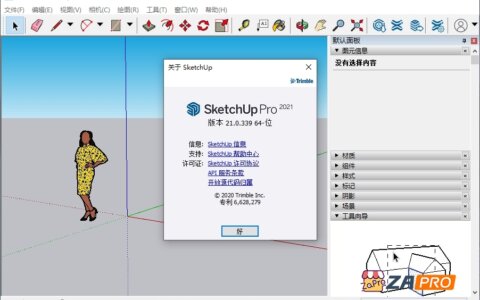 文件(F) 编辑(E) 视图(V) 相机(C) 绘图(R) 工具(T) 窗口(W) 帮助(H)
默认面板
图元信息
没有选择内容
关于 SketchUp
Trimble
SketchUp Pro 2021
版本 21.0.339 64-位
信息: SketchUp 信息
支持: SketchUp 帮助中心
许可证: SketchUp 许可协议
API 服务条款
开放源代码归属
© 2020 Trimble Inc.
专利 6,628,279
好
材质
组件
样式
标记
阴影
场景
工具向导
ZAPRO
ZAPRO